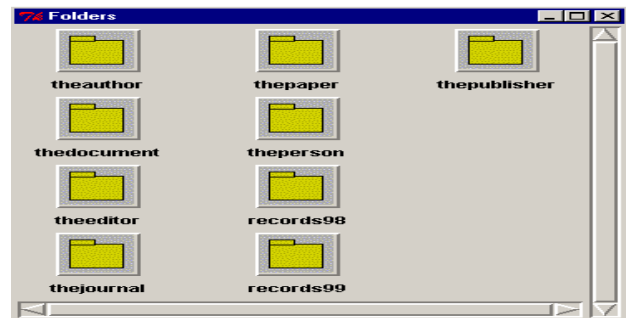 Folders
theauthor thepaper thepublisher
thedocument theperson
theeditor records98
thejournal records99